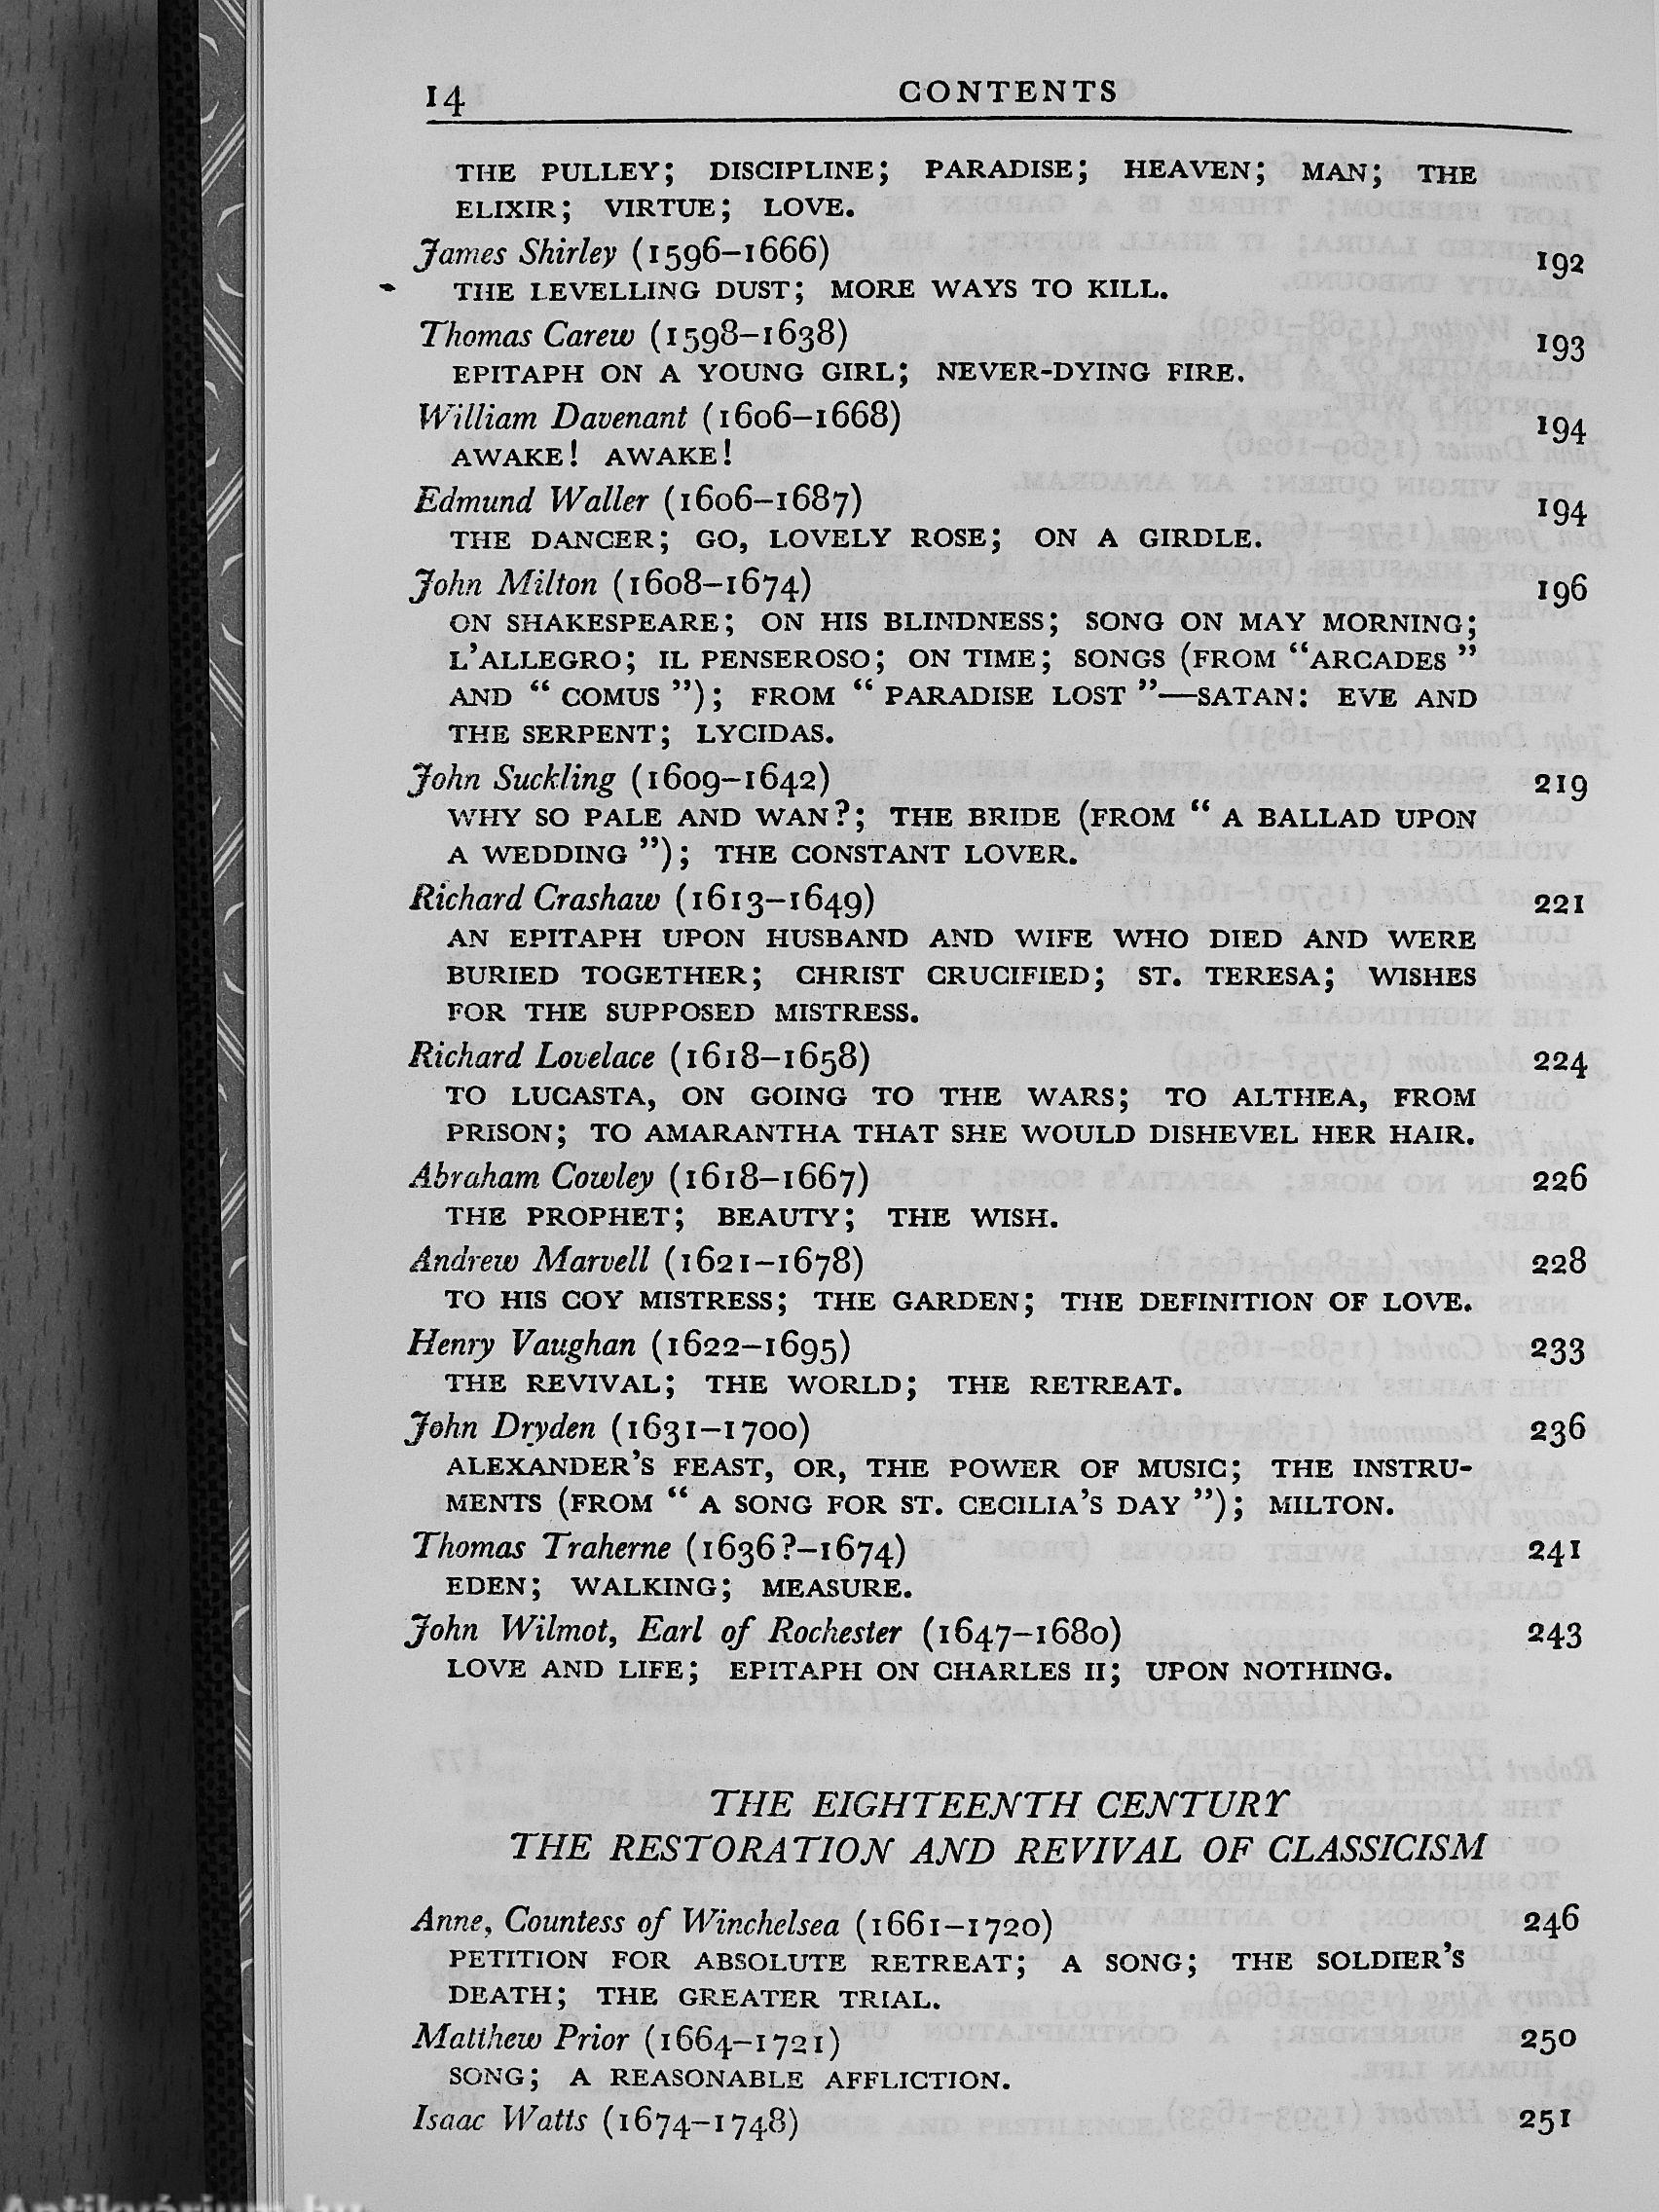 14 CONTENTS
THE PULLEY; DISCIPLINE; PARADISE; HEAVEN; MAN; THE
ELIXIR; VIRTUE; LOVE.
James Shirley (1596–1666) 192
THE LEVELLING DUST; MORE WAYS TO KILL.
Thomas Carew (1598–1638) 193
EPITAPH ON A YOUNG GIRL; NEVER-DYING FIRE.
William Davenant (1606–1668) 194
AWAKE! AWAKE!
Edmund Waller (1606–1687) 194
THE DANCER; GO, LOVELY ROSE; ON A GIRDLE.
John Milton (1608–1674) 196
ON SHAKESPEARE; ON HIS BLINDNESS; SONG ON MAY MORNING;
L'ALLEGRO; IL PENSEROSO; ON TIME; SONGS (FROM "ARCADES"
AND "COMUS"); FROM "PARADISE LOST"—SATAN: EVE AND
THE SERPENT; LYCIDAS.
John Suckling (1609–1642) 219
WHY SO PALE AND WAN?; THE BRIDE (FROM "A BALLAD UPON
A WEDDING"); THE CONSTANT LOVER.
Richard Crashaw (1613–1649) 221
AN EPITAPH UPON HUSBAND AND WIFE WHO DIED AND WERE
BURIED TOGETHER; CHRIST CRUCIFIED; ST. TERESA; WISHES
FOR THE SUPPOSED MISTRESS.
Richard Lovelace (1618–1658) 224
TO LUCASTA, ON GOING TO THE WARS; TO ALTHEA, FROM
PRISON; TO AMARANTHA THAT SHE WOULD DISHEVEL HER HAIR.
Abraham Cowley (1618–1667) 226
THE PROPHET; BEAUTY; THE WISH.
Andrew Marvell (1621–1678) 228
TO HIS COY MISTRESS; THE GARDEN; THE DEFINITION OF LOVE.
Henry Vaughan (1622–1695) 233
THE REVIVAL; THE WORLD; THE RETREAT.
John Dryden (1631–1700) 236
ALEXANDER'S FEAST, OR, THE POWER OF MUSIC; THE INSTRU-
MENTS (FROM "A SONG FOR ST. CECILIA'S DAY"); MILTON.
Thomas Traherne (1636?–1674) 241
EDEN; WALKING; MEASURE.
John Wilmot, Earl of Rochester (1647–1680) 243
LOVE AND LIFE; EPITAPH ON CHARLES II; UPON NOTHING.
THE EIGHTEENTH CENTURY
THE RESTORATION AND REVIVAL OF CLASSICISM
Anne, Countess of Winchelsea (1661–1720) 246
PETITION FOR ABSOLUTE RETREAT; A SONG; THE SOLDIER'S
DEATH; THE GREATER TRIAL.
Matthew Prior (1664–1721) 250
SONG; A REASONABLE AFFLICTION.
Isaac Watts (1674–1748) 251